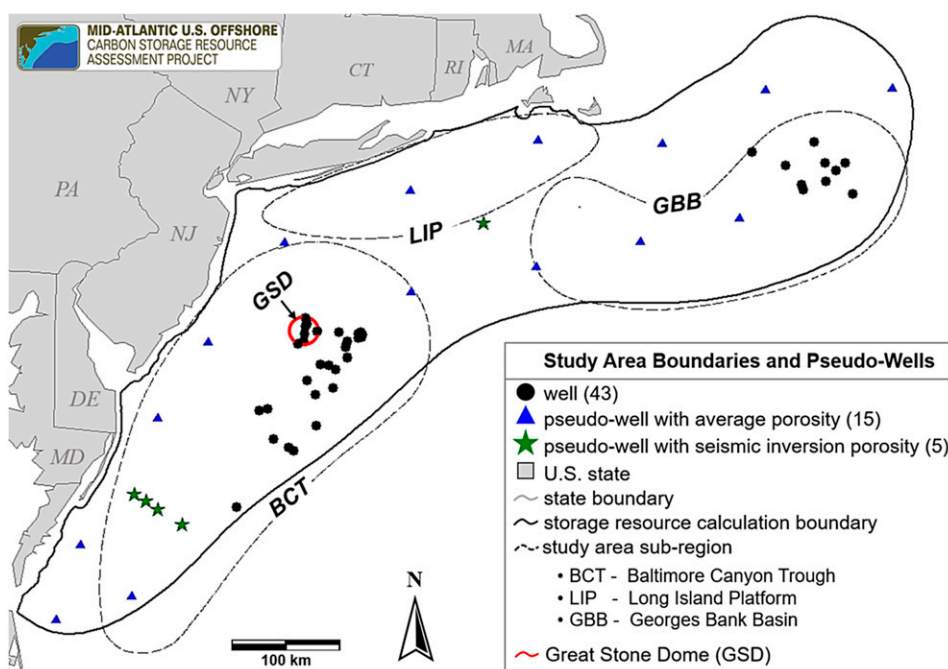 MID-ATLANTIC U.S. OFFSHORE
CARBON STORAGE RESOURCE
ASSESSMENT PROJECT
MA
CT
RI
NY
PA
NJ
LIP
GBB
GSD
DE
MD
BCT
N
100 km
Study Area Boundaries and Pseudo-Wells
well (43)
pseudo-well with average porosity (15)
pseudo-well with seismic inversion porosity (5)
U.S. state
state boundary
storage resource calculation boundary
study area sub-region
• BCT - Baltimore Canyon Trough
• LIP - Long Island Platform
• GBB - Georges Bank Basin
Great Stone Dome (GSD)